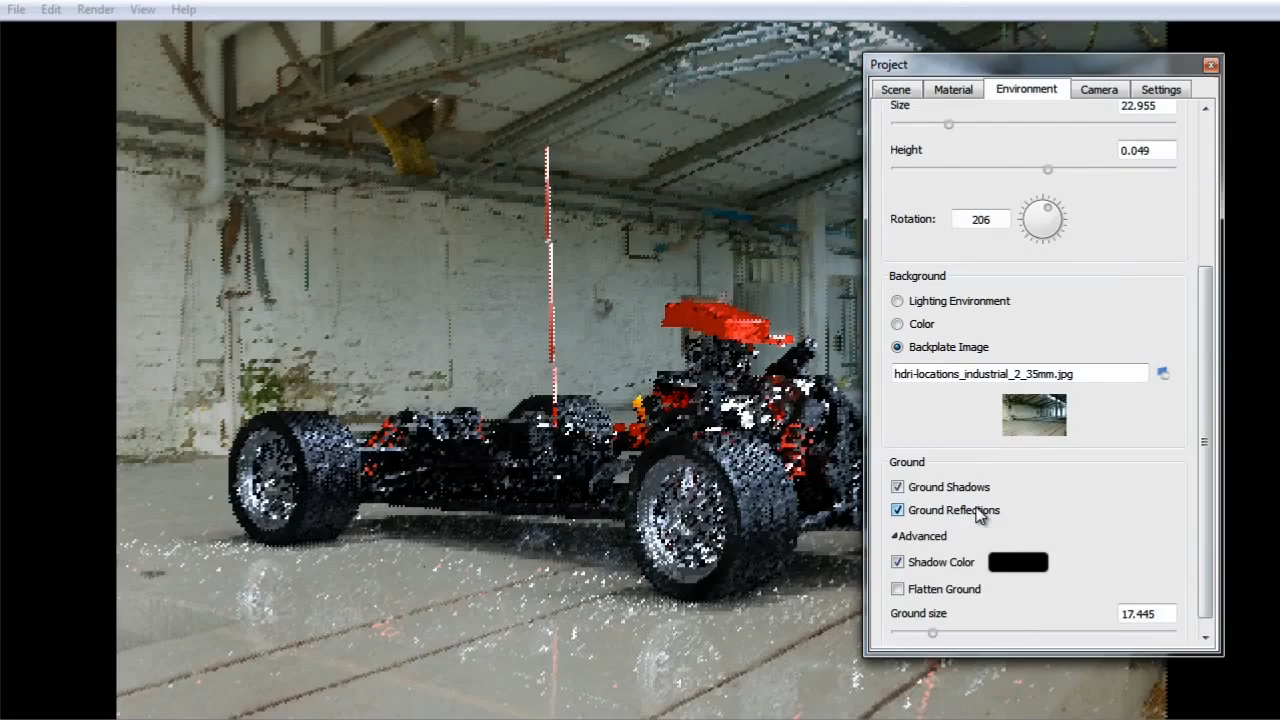 File Edit Render View Help
Project
Scene Material Environment Camera Settings
Size 22.955
Height 0.049
Rotation: 206
Background
Lighting Environment
Color
Backplate Image
hdri-locations_industrial_2_35mm.jpg
Ground
Ground Shadows
Ground Reflections
Advanced
Shadow Color
Flatten Ground
Ground size 17.445